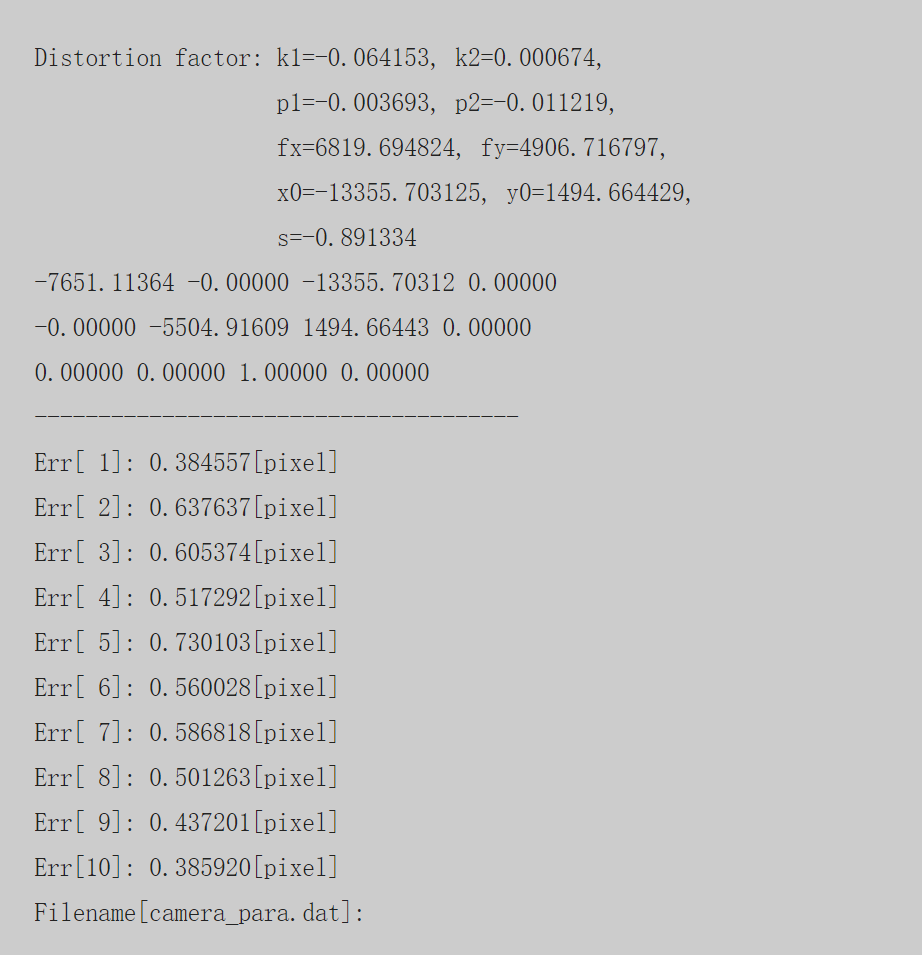 Distortion factor: k1=-0.064153, k2=0.000674,
p1=-0.003693, p2=-0.011219,
fx=6819.694824, fy=4906.716797,
x0=-13355.703125, y0=1494.664429,
s=-0.891334
-7651.11364 -0.00000 -13355.70312 0.00000
-0.00000 -5504.91609 1494.66443 0.00000
0.00000 0.00000 1.00000 0.00000
--------------------------------------
Err[ 1]: 0.384557[pixel]
Err[ 2]: 0.637637[pixel]
Err[ 3]: 0.605374[pixel]
Err[ 4]: 0.517292[pixel]
Err[ 5]: 0.730103[pixel]
Err[ 6]: 0.560028[pixel]
Err[ 7]: 0.586818[pixel]
Err[ 8]: 0.501263[pixel]
Err[ 9]: 0.437201[pixel]
Err[10]: 0.385920[pixel]
Filename[camera_para.dat]: